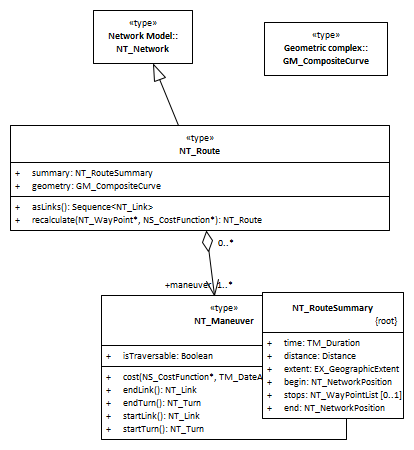 «type»
Network Model::
NT_Network
«type»
Geometric complex::
GM_CompositeCurve
«type»
NT_Route
+ summary: NT_RouteSummary
+ geometry: GM_CompositeCurve
+ asLinks(): Sequence<NT_Link>
+ recalculate(NT_WayPoint*, NS_CostFunction*): NT_Route
0..*
+maneuver 1..*
«type»
NT_Maneuver
+ isTraversable: Boolean
+ cost(NS_CostFunction*, TM_DateA
+ endLink(): NT_Link
+ endTurn(): NT_Turn
+ startLink(): NT_Link
+ startTurn(): NT_Turn
NT_RouteSummary
{root}
+ time: TM_Duration
+ distance: Distance
+ extent: EX_GeographicExtent
+ begin: NT_NetworkPosition
+ stops: NT_WayPointList [0..1]
+ end: NT_NetworkPosition